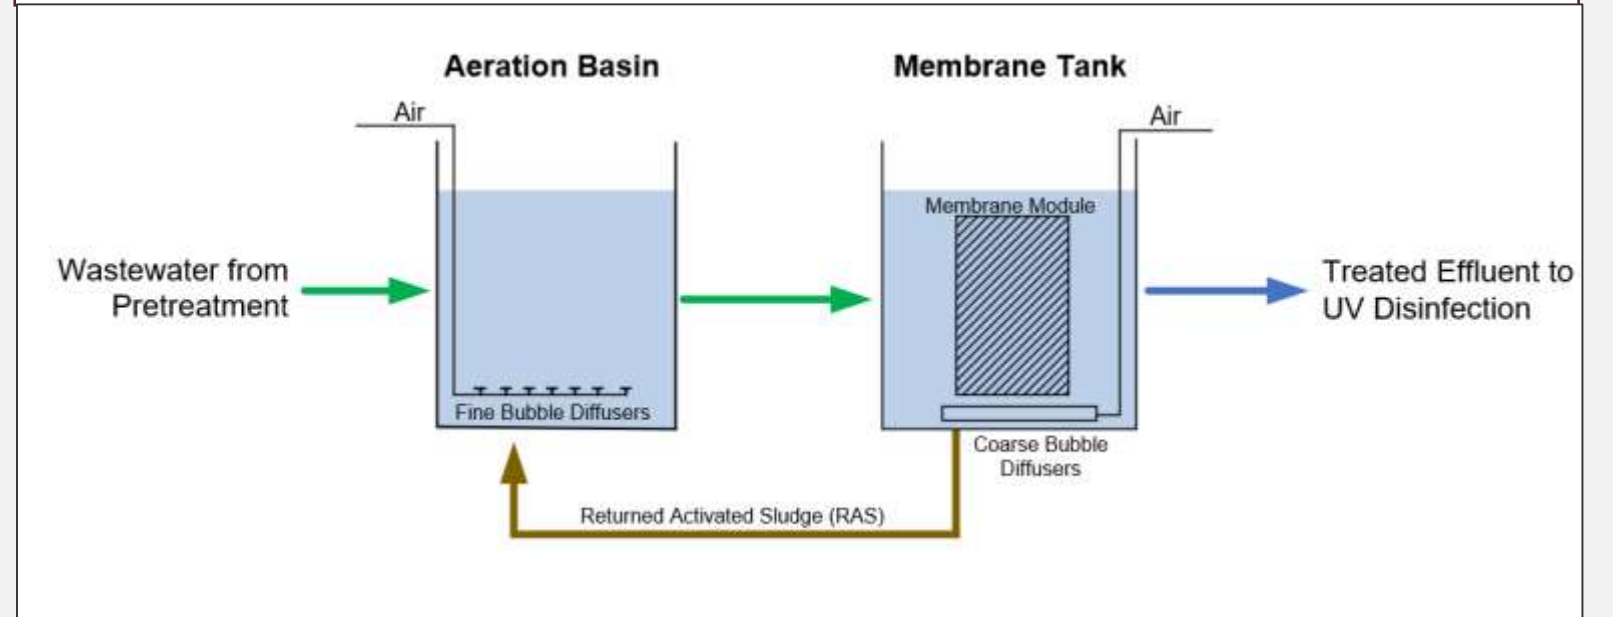 Aeration Basin
Membrane Tank
Air
Air
Membrane Module
Wastewater from
Pretreatment
Treated Effluent to
UV Disinfection
Fine Bubble Diffusers
Coarse Bubble
Diffusers
Returned Activated Sludge (RAS)